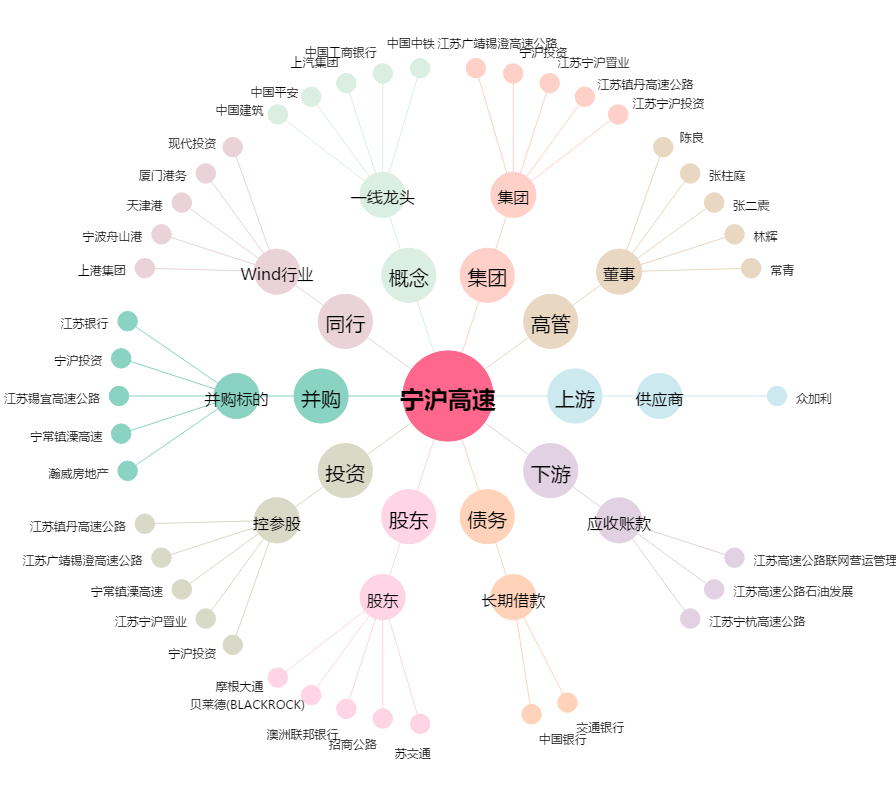 中国中铁
江苏广靖锡澄高速公路
中国工商银行
宁沪投资
上汽集团
江苏宁沪置业
中国平安
江苏镇丹高速公路
中国建筑
江苏宁沪投资
现代投资
陈良
厦门港务
张柱庭
天津港
张二震
宁波舟山港
林辉
上港集团
常青
一线龙头
集团
Wind行业
概念
集团
董事
同行
高管
江苏银行
宁沪投资
江苏锡宜高速公路
宁常镇溧高速
瀚威房地产
并购标的
并购
宁沪高速
上游
供应商
众加利
投资
下游
控参股
股东
债务
应收账款
江苏镇丹高速公路
江苏广靖锡澄高速公路
宁常镇溧高速
江苏宁沪置业
宁沪投资
江苏高速公路联网营运管理
江苏高速公路石油发展
江苏宁杭高速公路
股东
长期借款
摩根大通
贝莱德(BLACKROCK)
澳洲联邦银行
招商公路
苏交通
交通银行
中国银行